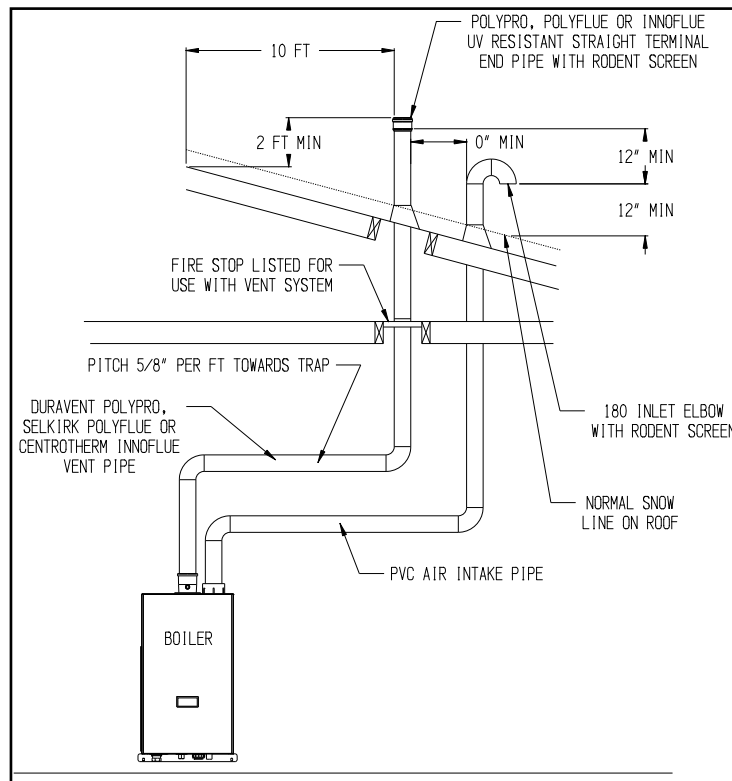 POLYPRO, POLYFLUE OR INNOFLUE
UV RESISTANT STRAIGHT TERMINAL
END PIPE WITH RODENT SCREEN
10 FT
2 FT MIN
0" MIN
12" MIN
12" MIN
FIRE STOP LISTED FOR
USE WITH VENT SYSTEM
PITCH 5/8" PER FT TOWARDS TRAP
DURAVENT POLYPRO,
SELKIRK POLYFLUE OR
CENTROTHERM INNOFLUE
VENT PIPE
180 INLET ELBOW
WITH RODENT SCREEN
NORMAL SNOW
LINE ON ROOF
PVC AIR INTAKE PIPE
BOILER